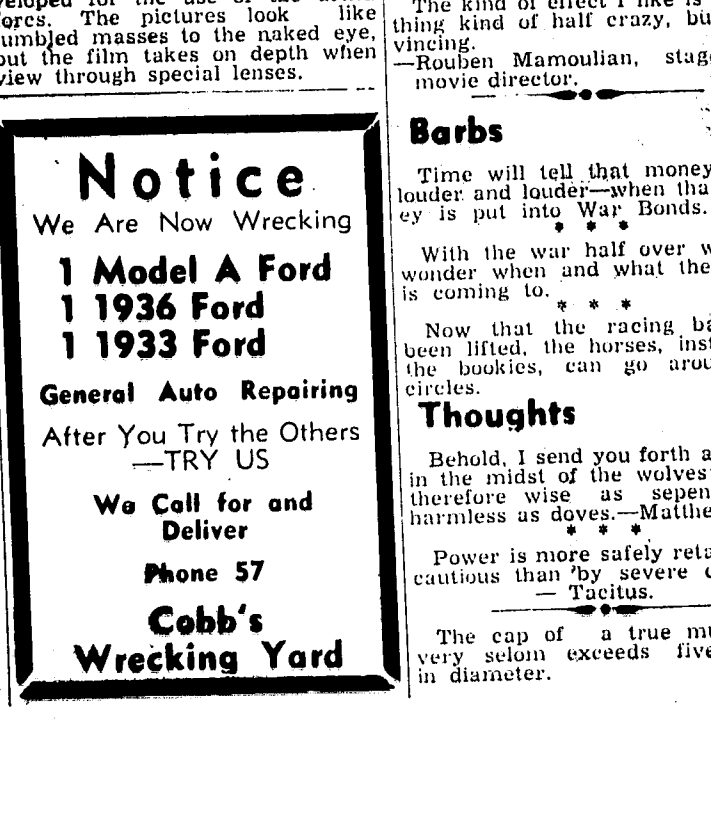 for the use of the
The pictures look like
masses to the naked eye,
but the film takes on depth when
view through special lenses.
Notice
We Are Now Wrecking
1 Model A Ford
1 1936 Ford
1 1933 Ford
General Auto Repairing
After You Try the Others
—TRY US
We Call for and
Deliver
Phone 57
Cobb's
Wrecking Yard
The kind of effect I like is
thing kind of half crazy, bu
vincing.
—Rouben Mamoulian, stag
movie director.
Barbs
Time will tell that money
louder and louder—when tha
ey is put into War Bonds.
* * *
With the war half over w
wonder when and what the
is coming to.
* * *
Now that the racing ba
been lifted, the horses, inst
the bookies, can go arou
circles.
Thoughts
Behold, I send you forth a
in the midst of the wolves
therefore wise as sepen
harmless as doves.—Matthe
* * *
Power is more safely reta
cautious than 'by severe c
— Tacitus.
The cap of a true mu
very selom exceeds five
in diameter.